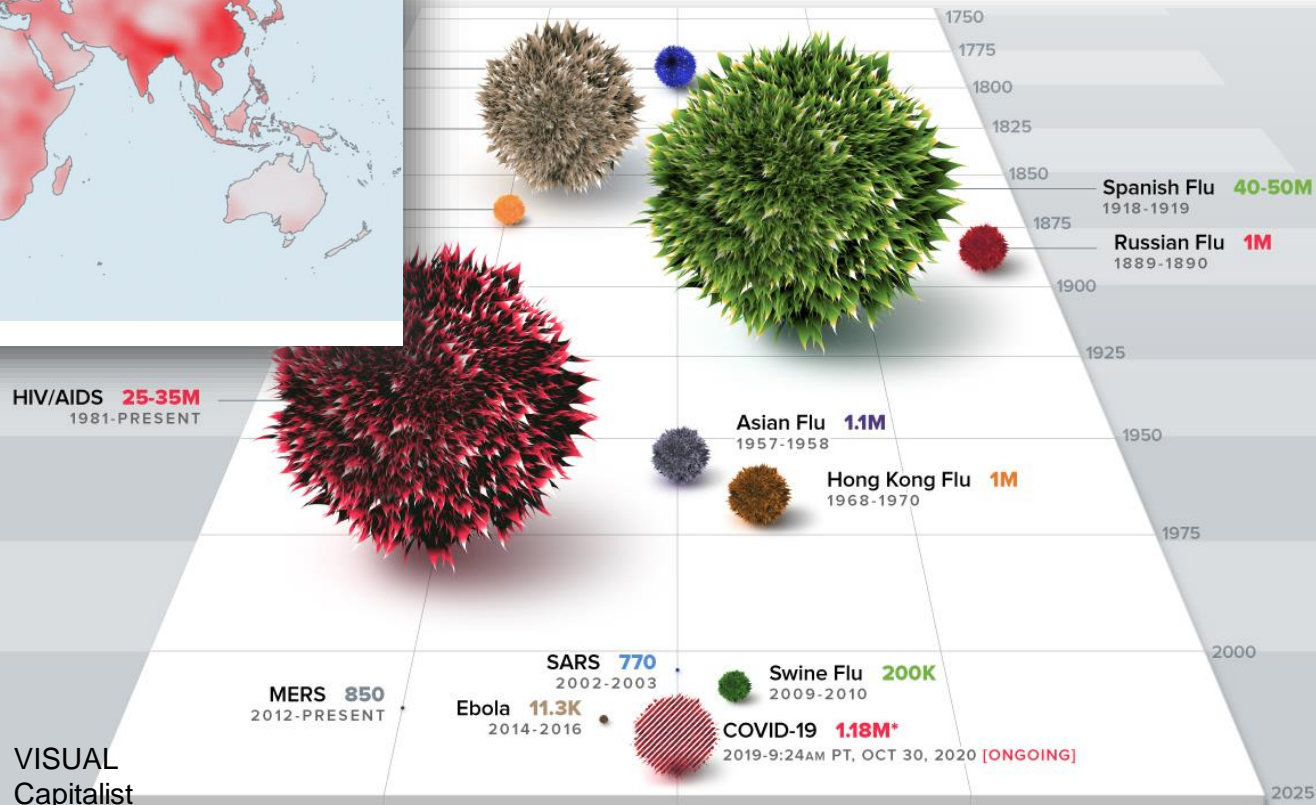 1750
1775
1800
1825
1850
Spanish Flu 40-50M
1918-1919
1875
Russian Flu 1M
1889-1890
1900
1925
HIV/AIDS 25-35M
1981-PRESENT
Asian Flu 1.1M
1957-1958
1950
Hong Kong Flu 1M
1968-1970
1975
2000
SARS 770
2002-2003
Swine Flu 200K
2009-2010
MERS 850
2012-PRESENT
Ebola 11.3K
2014-2016
COVID-19 1.18M*
2019-9:24AM PT, OCT 30, 2020 [ONGOING]
VISUAL
Capitalist
2025